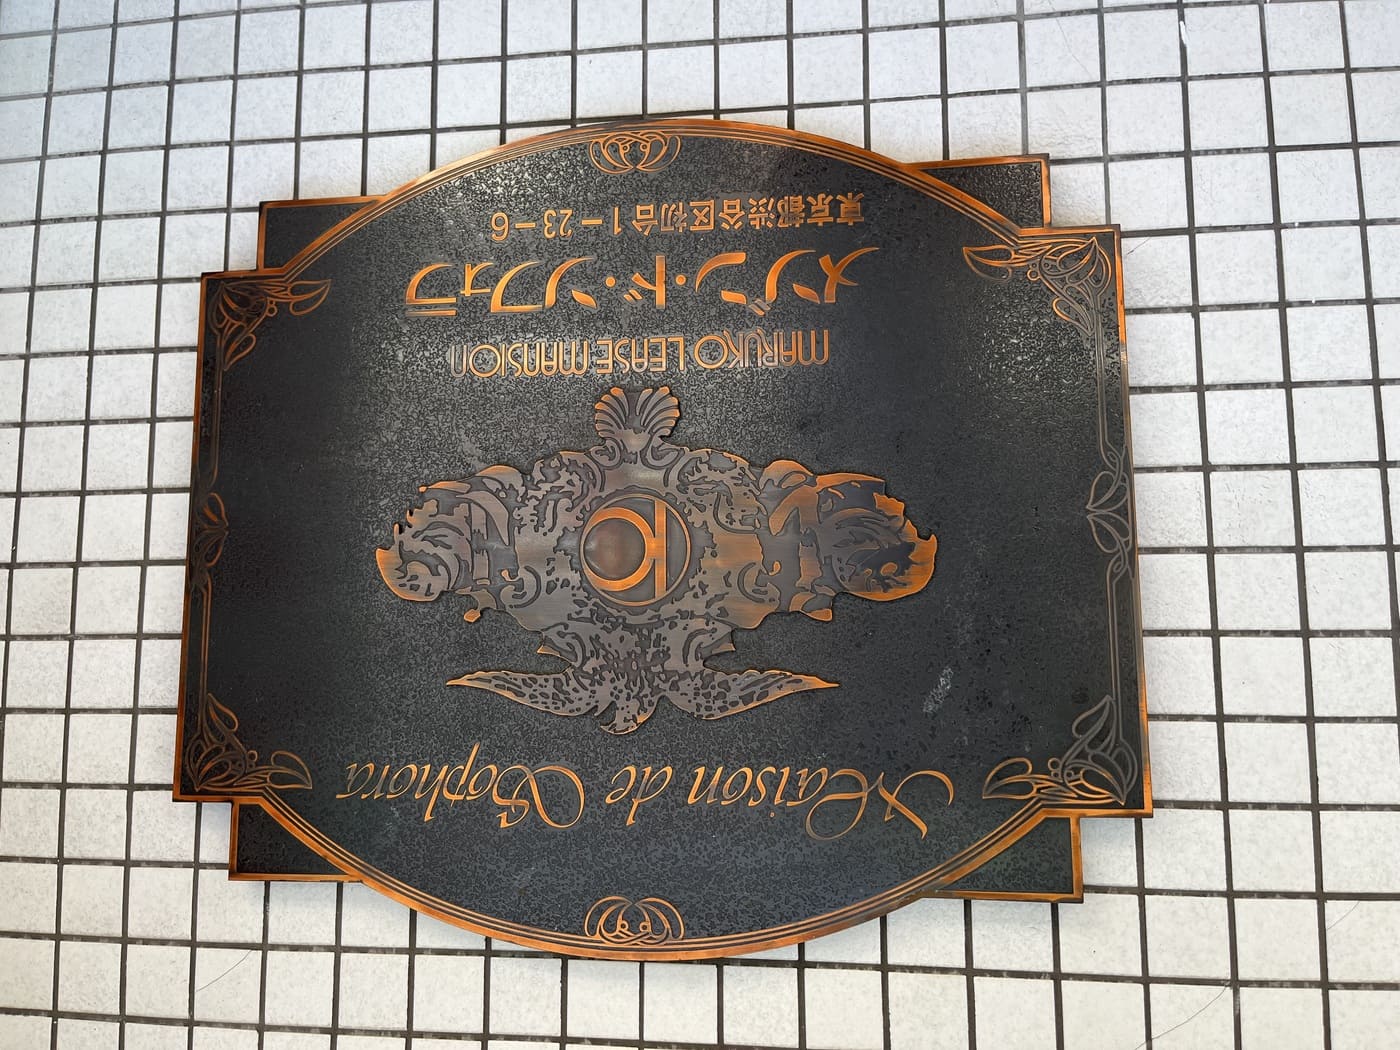 Maison de Sophora
MARUKO LEASE MANSION
メゾン・ド・ソフォラ
東京都渋谷区初台1−23−6